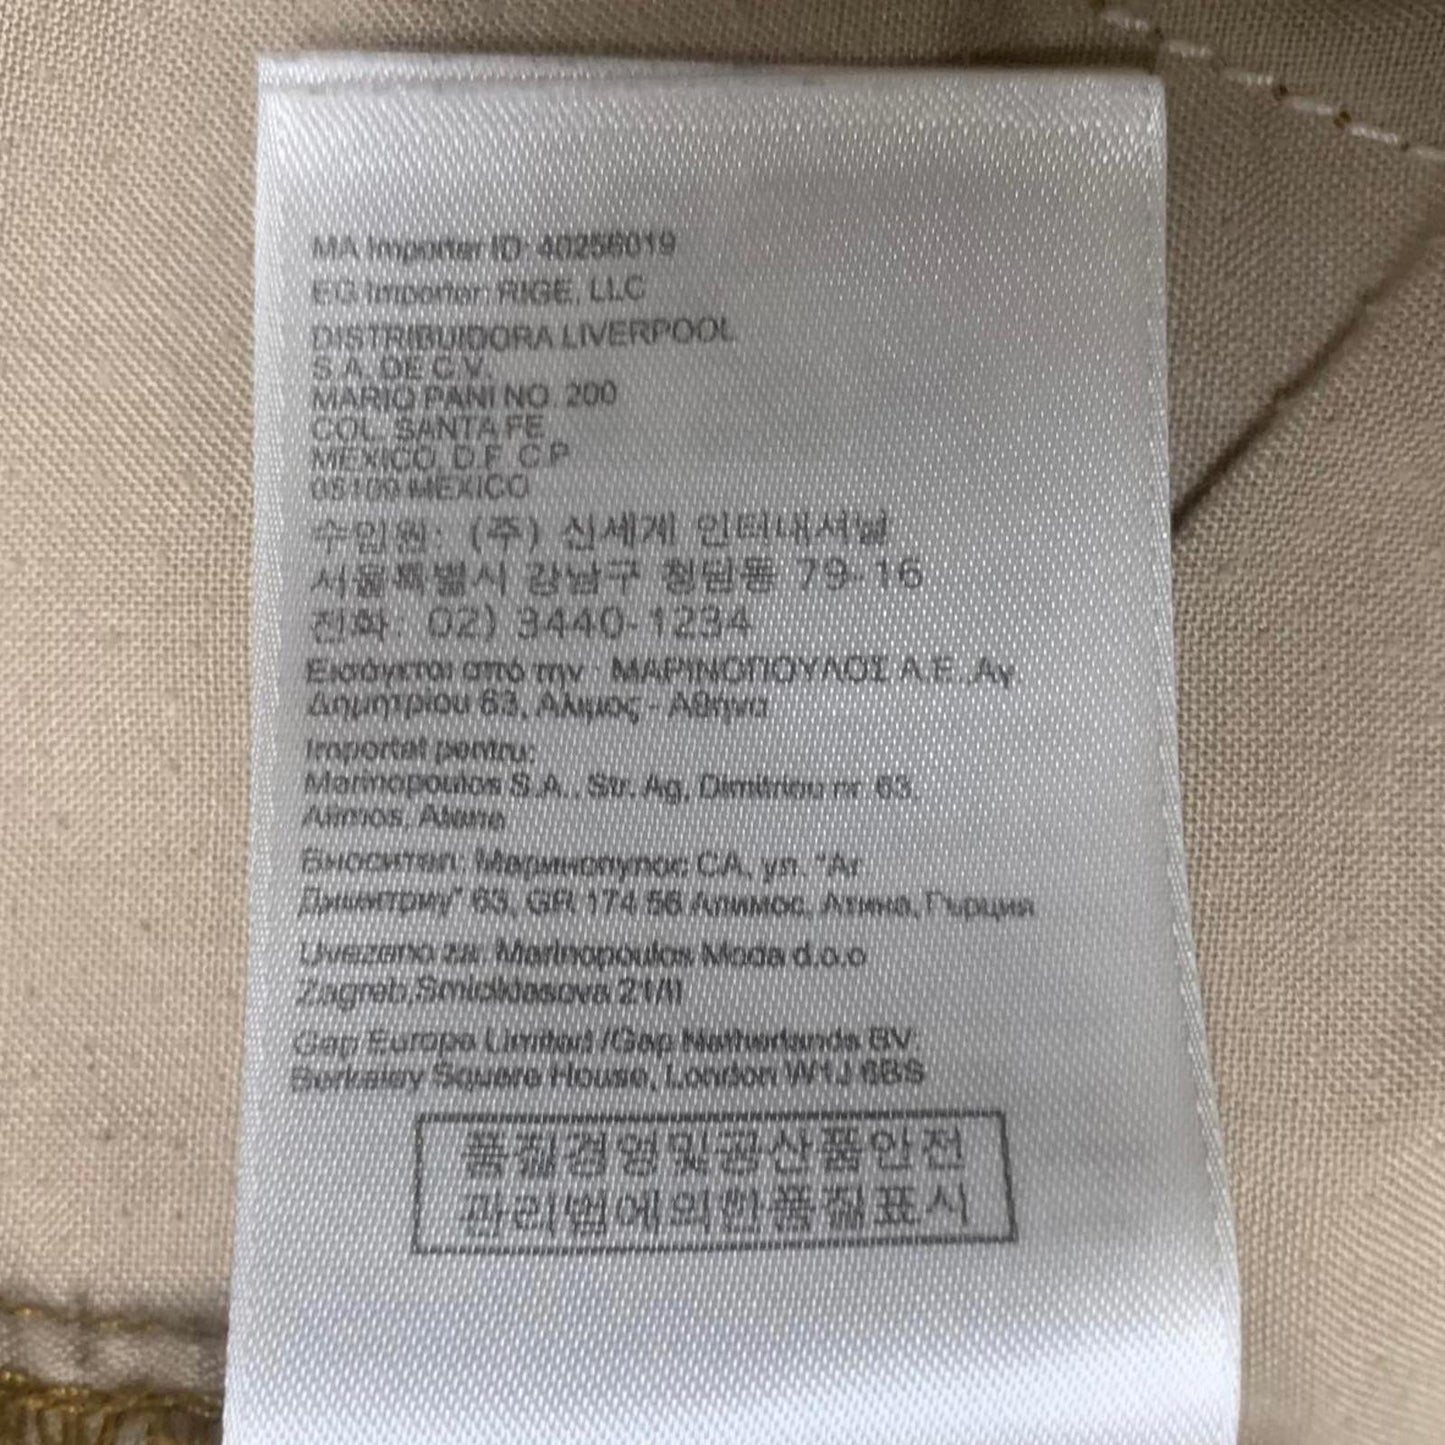 MA Importer ID: 40256019
EG Importer: RIGE, LLC
DISTRIBUIDORA LIVERPOOL
S.A. DE C.V.
MARIO PANI NO. 200
COL. SANTA FE
MEXICO, D.F. C.P
05109 MEXICO
수입원: (주) 신세계 인터내셔널
서울특별시 강남구 청담동 79-16
전화: 02) 3440-1234
Εισάγεται από την : ΜΑΡΙΝΟΠΟΥΛΟΣ Α.Ε. Αγ
Δημητρίου 63, Αλιμος - Αθήνα
Importat pentru:
Marinopoulos S.A., Str. Ag, Dimitriou nr. 63,
Alimos, Atena
Вносител: Маринопулос СА, ул. "Аг
Димитриу" 63, GR 174 56 Алимос, Атина, Гърция
Uvezeno za: Marinopoulos Moda d.o.o
Zagreb,Smiciklasova 21/II
Gap Europe Limited /Gap Netherlands BV:
Berkeley Square House, London W1J 6BS
품질경영및공산품안전
관리법에의한품질표시